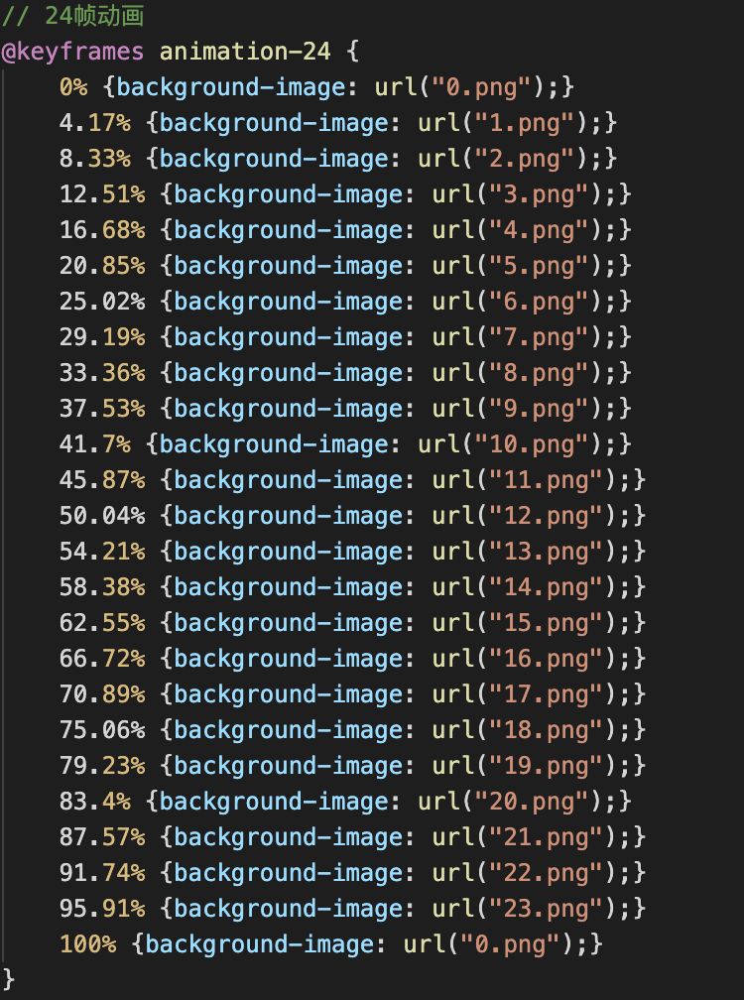 // 24帧动画
@keyframes animation-24 {
    0% {background-image: url("0.png");}
    4.17% {background-image: url("1.png");}
    8.33% {background-image: url("2.png");}
    12.51% {background-image: url("3.png");}
    16.68% {background-image: url("4.png");}
    20.85% {background-image: url("5.png");}
    25.02% {background-image: url("6.png");}
    29.19% {background-image: url("7.png");}
    33.36% {background-image: url("8.png");}
    37.53% {background-image: url("9.png");}
    41.7% {background-image: url("10.png");}
    45.87% {background-image: url("11.png");}
    50.04% {background-image: url("12.png");}
    54.21% {background-image: url("13.png");}
    58.38% {background-image: url("14.png");}
    62.55% {background-image: url("15.png");}
    66.72% {background-image: url("16.png");}
    70.89% {background-image: url("17.png");}
    75.06% {background-image: url("18.png");}
    79.23% {background-image: url("19.png");}
    83.4% {background-image: url("20.png");}
    87.57% {background-image: url("21.png");}
    91.74% {background-image: url("22.png");}
    95.91% {background-image: url("23.png");}
    100% {background-image: url("0.png");}
}